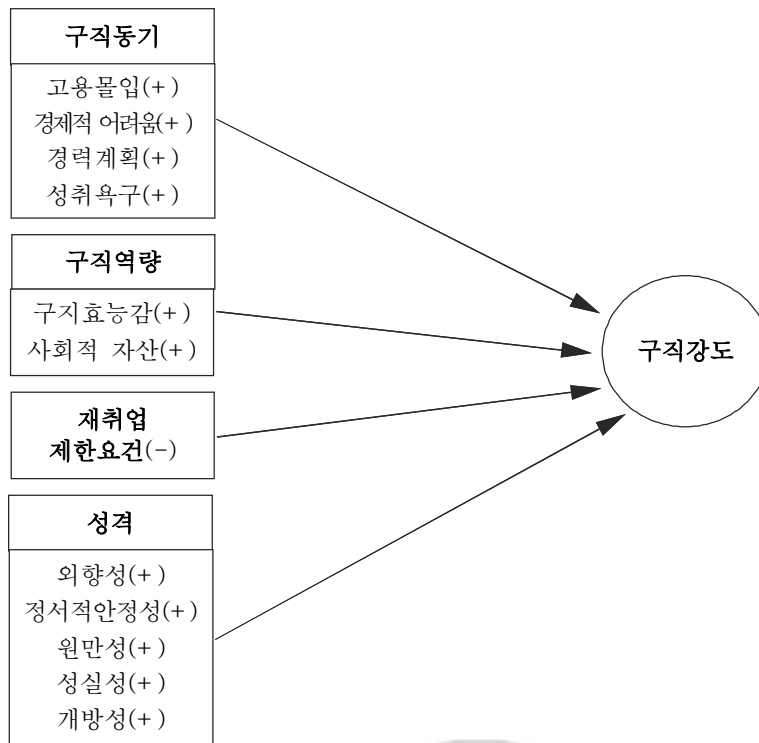 구직동기
고용몰입(+)
경제적 어려움(+)
경력계획(+)
성취욕구(+)
구직역량
구지효능감(+)
사회적 자산(+)
재취업
제한요건(-)
성격
외향성(+)
정서적안정성(+)
원만성(+)
성실성(+)
개방성(+)
구직강도